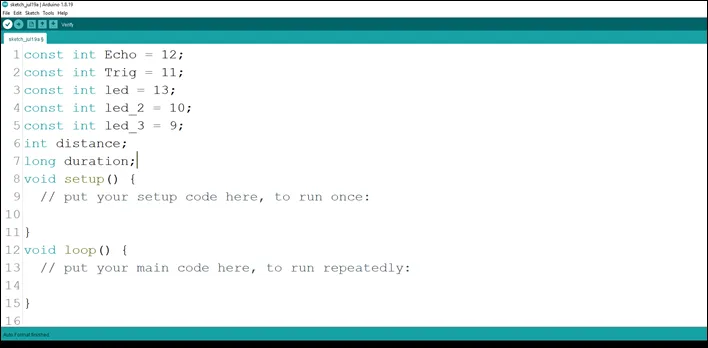 sketch_jul19a | Arduino 1.8.19
File Edit Sketch Tools Help
Verify
sketch_jul19a §
1 const int Echo = 12;
2 const int Trig = 11;
3 const int led = 13;
4 const int led_2 = 10;
5 const int led_3 = 9;
6 int distance;
7 long duration;
8 void setup() {
9 // put your setup code here, to run once:
10
11 }
12 void loop() {
13 // put your main code here, to run repeatedly:
14
15 }
16
Auto Format finished.